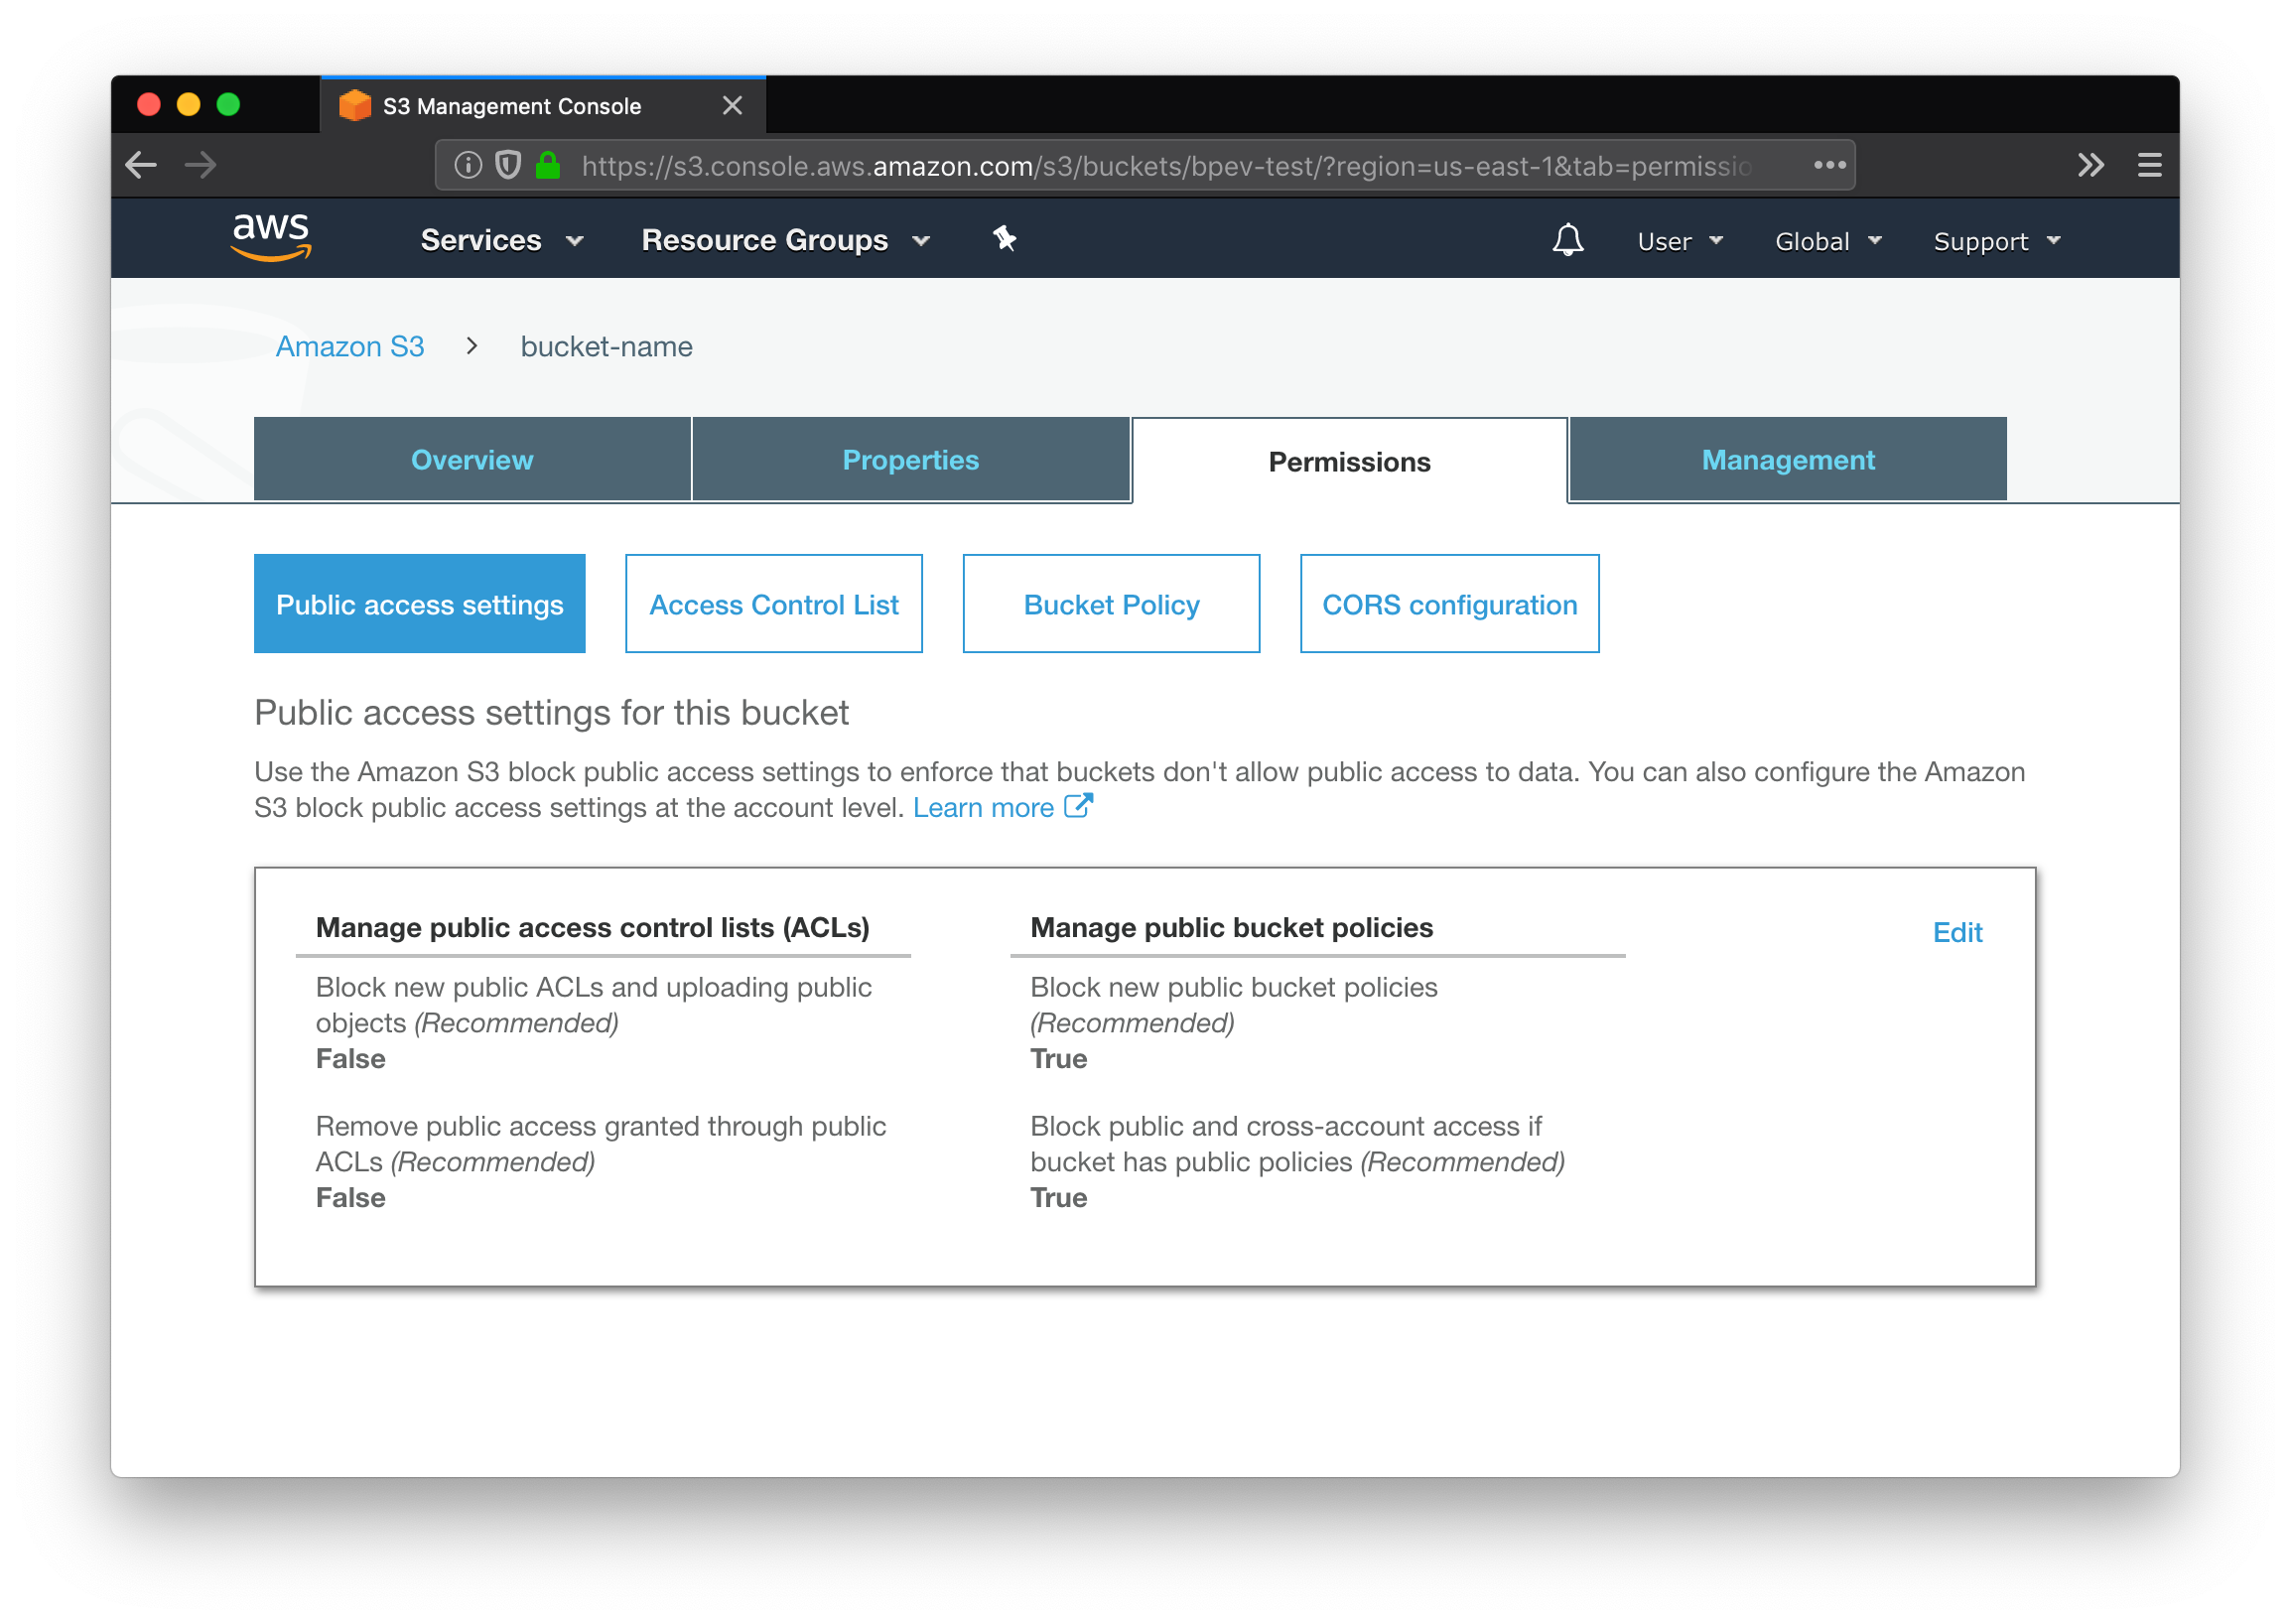 S3 Management Console
https://s3.console.aws.amazon.com/s3/buckets/bpev-test/?region=us-east-1&tab=permissio
aws Services Resource Groups User Global Support
Amazon S3 > bucket-name
Overview Properties Permissions Management
Public access settings Access Control List Bucket Policy CORS configuration
Public access settings for this bucket
Use the Amazon S3 block public access settings to enforce that buckets don't allow public access to data. You can also configure the Amazon
S3 block public access settings at the account level. Learn more
Manage public access control lists (ACLs)
Block new public ACLs and uploading public
objects (Recommended)
False
Remove public access granted through public
ACLs (Recommended)
False
Manage public bucket policies
Block new public bucket policies
(Recommended)
True
Block public and cross-account access if
bucket has public policies (Recommended)
True
Edit